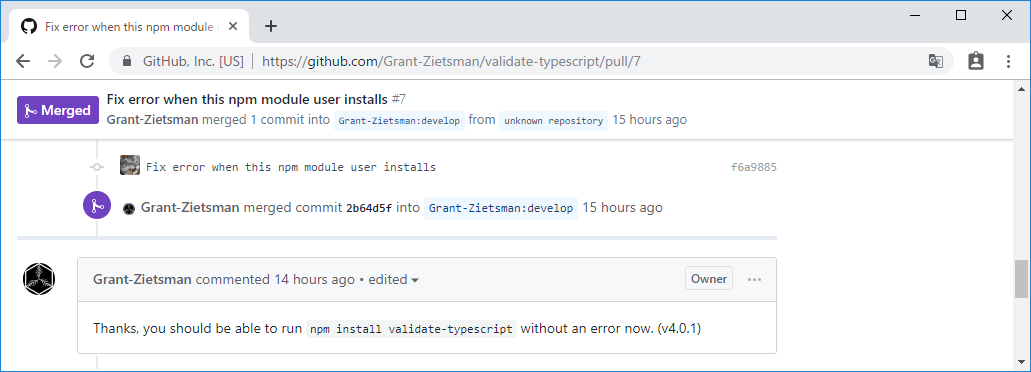 Fix error when this npm module
GitHub, Inc. [US] https://github.com/Grant-Zietsman/validate-typescript/pull/7
Merged
Fix error when this npm module user installs #7
Grant-Zietsman merged 1 commit into Grant-Zietsman:develop from unknown repository 15 hours ago
Fix error when this npm module user installs f6a9885
Grant-Zietsman merged commit 2b64d5f into Grant-Zietsman:develop 15 hours ago
Grant-Zietsman commented 14 hours ago • edited Owner
Thanks, you should be able to run npm install validate-typescript without an error now. (v4.0.1)